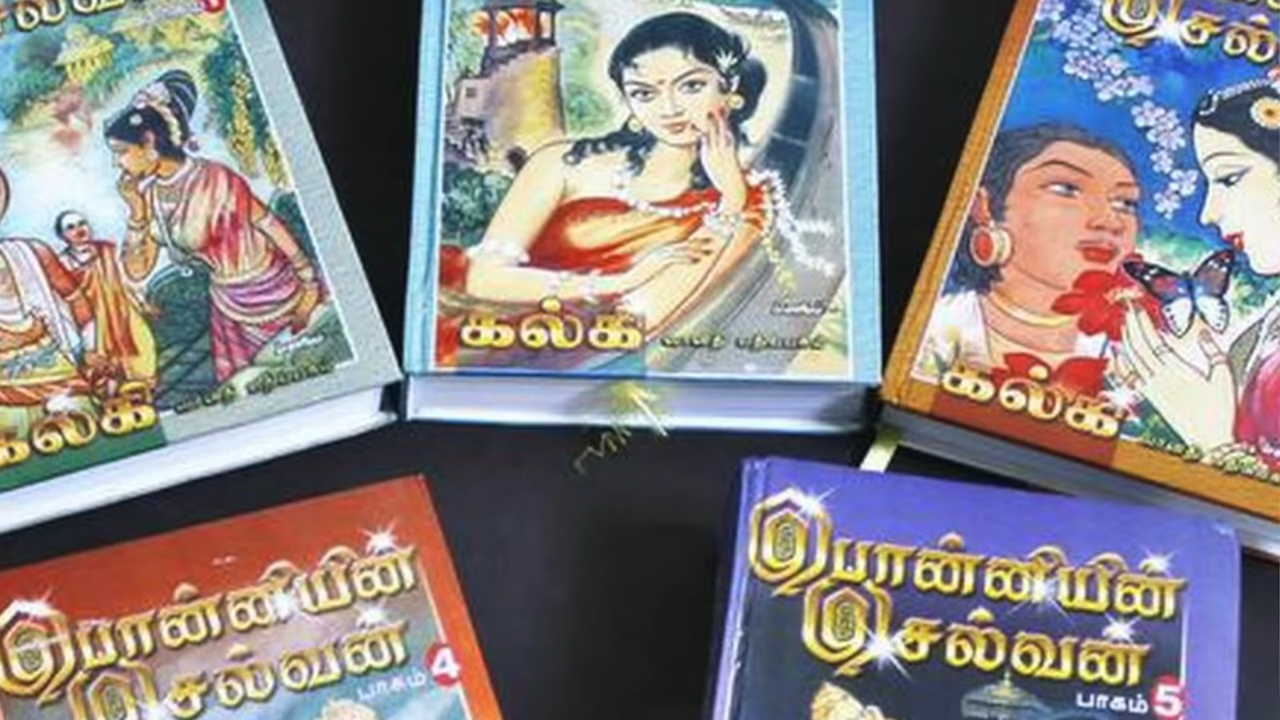 செல்வ
கல்கி
கல்கி
செல்
கல்கி
பொன்னியின்
செல்வன்
பாகம் 4
பொன்னியின்
செல்வன்
பாகம் 5